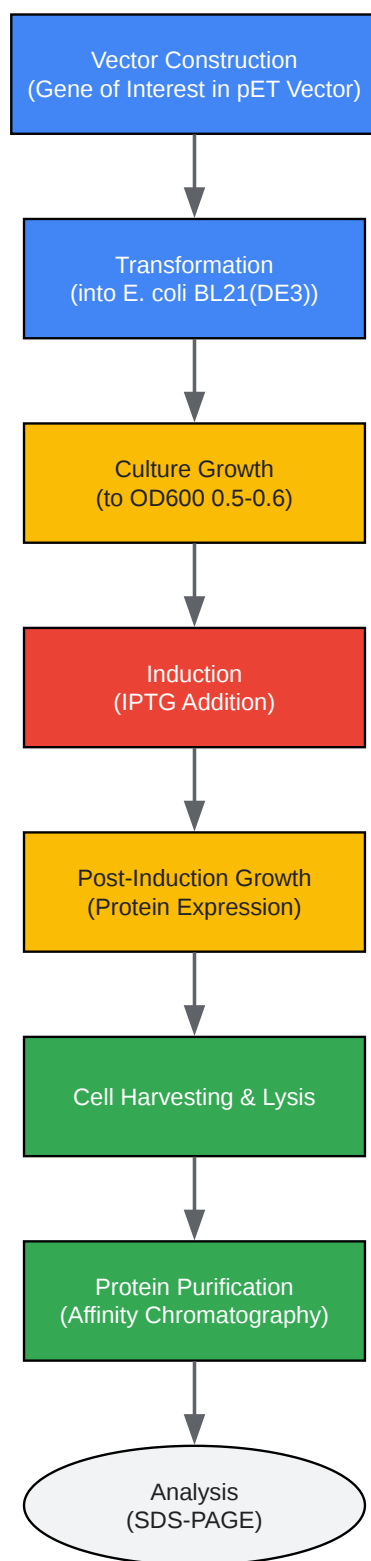 Vector Construction
(Gene of Interest in pET Vector)
Transformation
(into E. coli BL21(DE3))
Culture Growth
(to OD600 0.5-0.6)
Induction
(IPTG Addition)
Post-Induction Growth
(Protein Expression)
Cell Harvesting & Lysis
Protein Purification
(Affinity Chromatography)
Analysis
(SDS-PAGE)